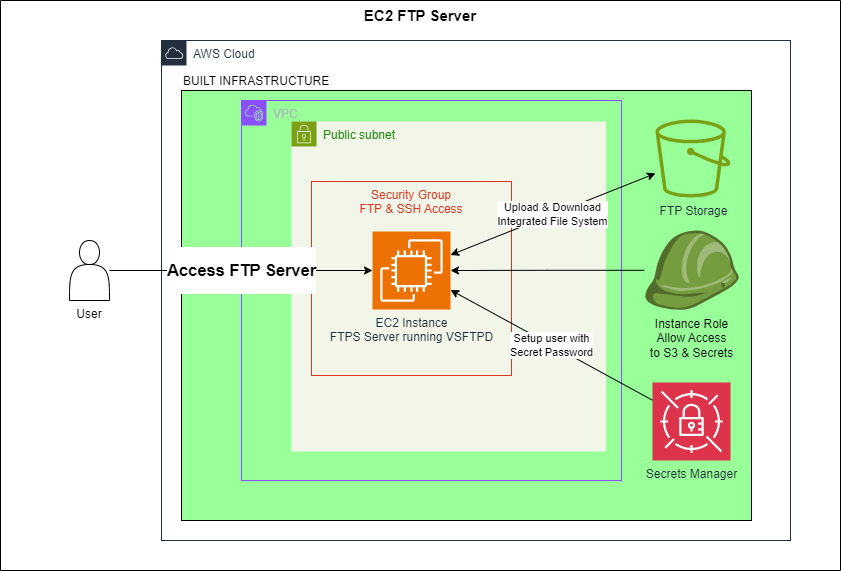 EC2 FTP Server
AWS Cloud
BUILT INFRASTRUCTURE
VPC
Public subnet
Security Group
FTP & SSH Access
Upload & Download
Integrated File System
FTP Storage
Access FTP Server
User
EC2 Instance
FTPS Server running VSFTPD
Instance Role
Allow Access
to S3 & Secrets
Setup user with
Secret Password
Secrets Manager